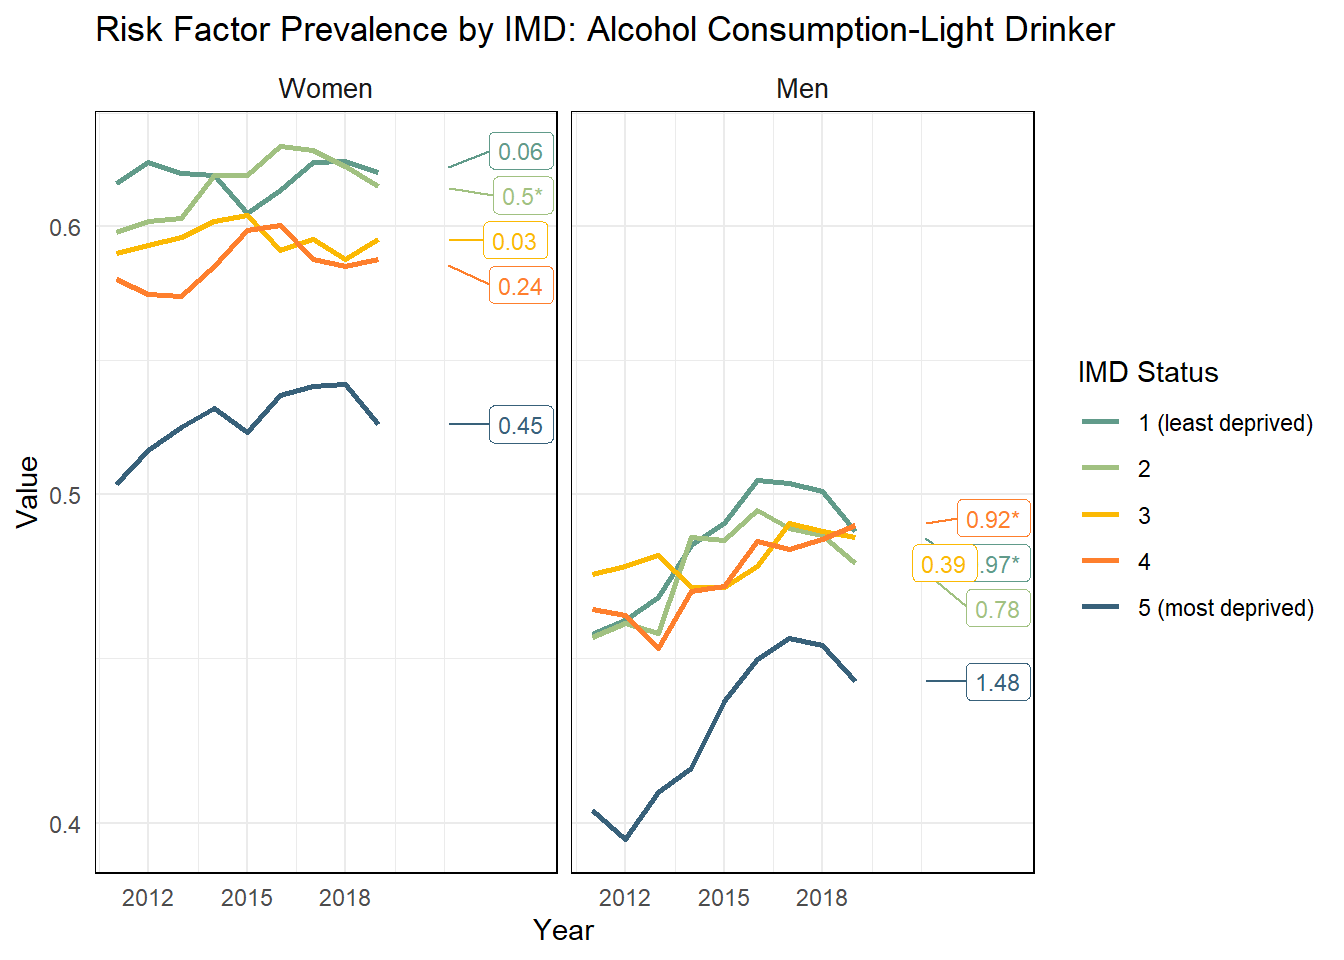 Risk Factor Prevalence by IMD: Alcohol Consumption-Light Drinker
Women
Men
Value
0.6
0.5
0.4
0.06
0.5*
0.03
0.24
0.45
0.92*
0.39
.97*
0.78
1.48
2012
2015
2018
2012
2015
2018
Year
IMD Status
1 (least deprived)
2
3
4
5 (most deprived)